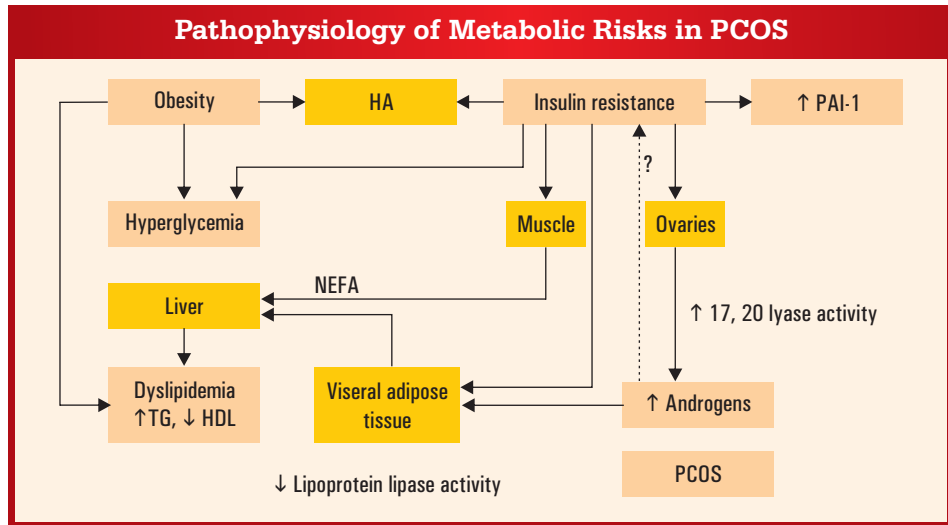 Pathophysiology of Metabolic Risks in PCOS
Obesity
HA
Insulin resistance
↑ PAI-1
?
Hyperglycemia
Muscle
Ovaries
NEFA
Liver
↑ 17, 20 lyase activity
Dyslipidemia
↑TG, ↓ HDL
Viseral adipose
tissue
↑ Androgens
PCOS
↓ Lipoprotein lipase activity